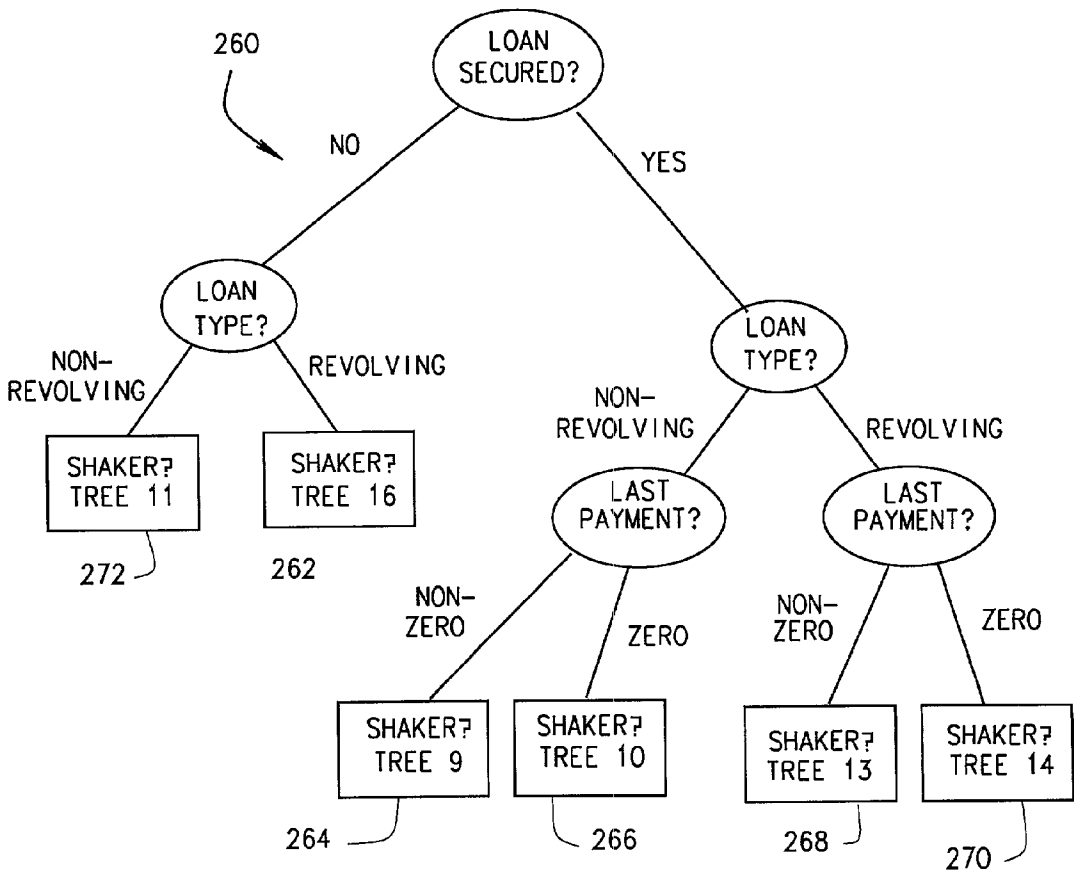 260
LOAN
SECURED?
NO
YES
LOAN
TYPE?
LOAN
TYPE?
NON-
REVOLVING
REVOLVING
NON-
REVOLVING
REVOLVING
SHAKER?
TREE 11
SHAKER?
TREE 16
LAST
PAYMENT?
LAST
PAYMENT?
272
262
NON-
ZERO
ZERO
NON-
ZERO
ZERO
SHAKER?
TREE 9
SHAKER?
TREE 10
SHAKER?
TREE 13
SHAKER?
TREE 14
264
266
268
270